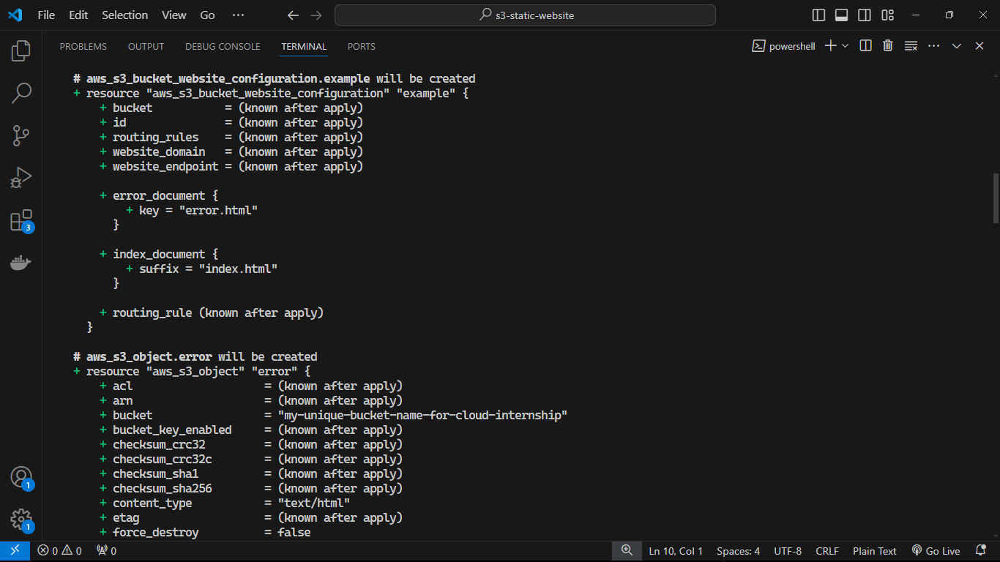 File Edit Selection View Go ··· s3-static-website
PROBLEMS OUTPUT DEBUG CONSOLE TERMINAL PORTS powershell
# aws_s3_bucket_website_configuration.example will be created
+ resource "aws_s3_bucket_website_configuration" "example" {
+ bucket = (known after apply)
+ id = (known after apply)
+ routing_rules = (known after apply)
+ website_domain = (known after apply)
+ website_endpoint = (known after apply)
+ error_document {
+ key = "error.html"
}
+ index_document {
+ suffix = "index.html"
}
+ routing_rule (known after apply)
}
# aws_s3_object.error will be created
+ resource "aws_s3_object" "error" {
+ acl = (known after apply)
+ arn = (known after apply)
+ bucket = "my-unique-bucket-name-for-cloud-internship"
+ bucket_key_enabled = (known after apply)
+ checksum_crc32 = (known after apply)
+ checksum_crc32c = (known after apply)
+ checksum_sha1 = (known after apply)
+ checksum_sha256 = (known after apply)
+ content_type = "text/html"
+ etag = (known after apply)
+ force_destroy = false
3
1
1
0 0 0 Ln 10, Col 1 Spaces: 4 UTF-8 CRLF Plain Text Go Live